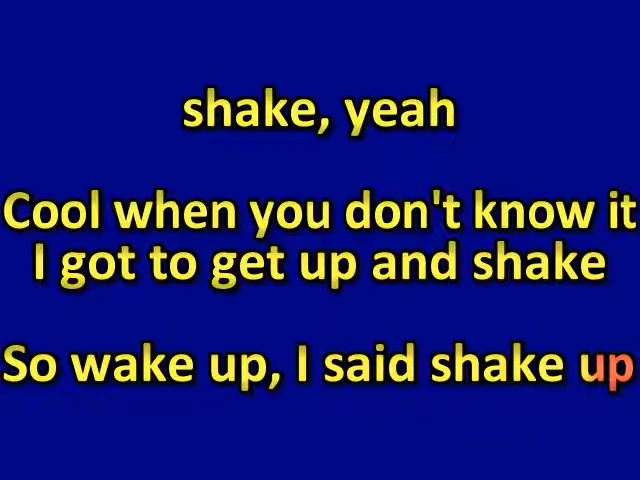 shake, yeah
Cool when you don't know it
I got to get up and shake
So wake up, I said shake up